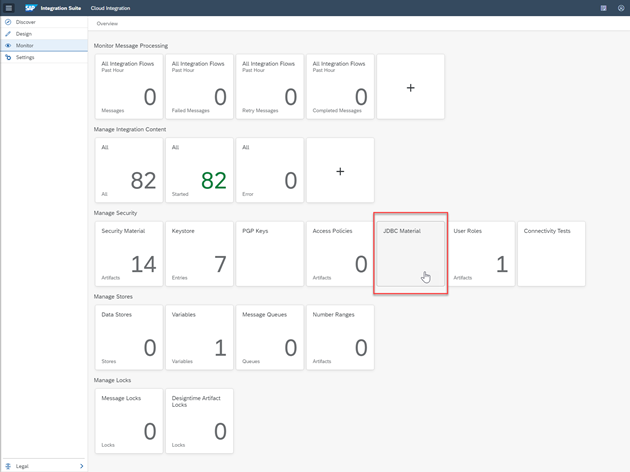 SAP Integration Suite Cloud Integration
Discover
Design
Monitor
Settings
Legal
Overview
Monitor Message Processing
All Integration Flows
Past Hour
0
Messages
All Integration Flows
Past Hour
0
Failed Messages
All Integration Flows
Past Hour
0
Retry Messages
All Integration Flows
Past Hour
0
Completed Messages
+
Manage Integration Content
All
82
All
All
82
Started
All
0
Error
+
Manage Security
Security Material
14
Artifacts
Keystore
7
Entries
PGP Keys
Access Policies
0
Artifacts
JDBC Material
User Roles
1
Artifacts
Connectivity Tests
Manage Stores
Data Stores
0
Stores
Variables
1
Variables
Message Queues
0
Queues
Number Ranges
0
Artifacts
Manage Locks
Message Locks
0
Locks
Designtime Artifact
Locks
0
Locks